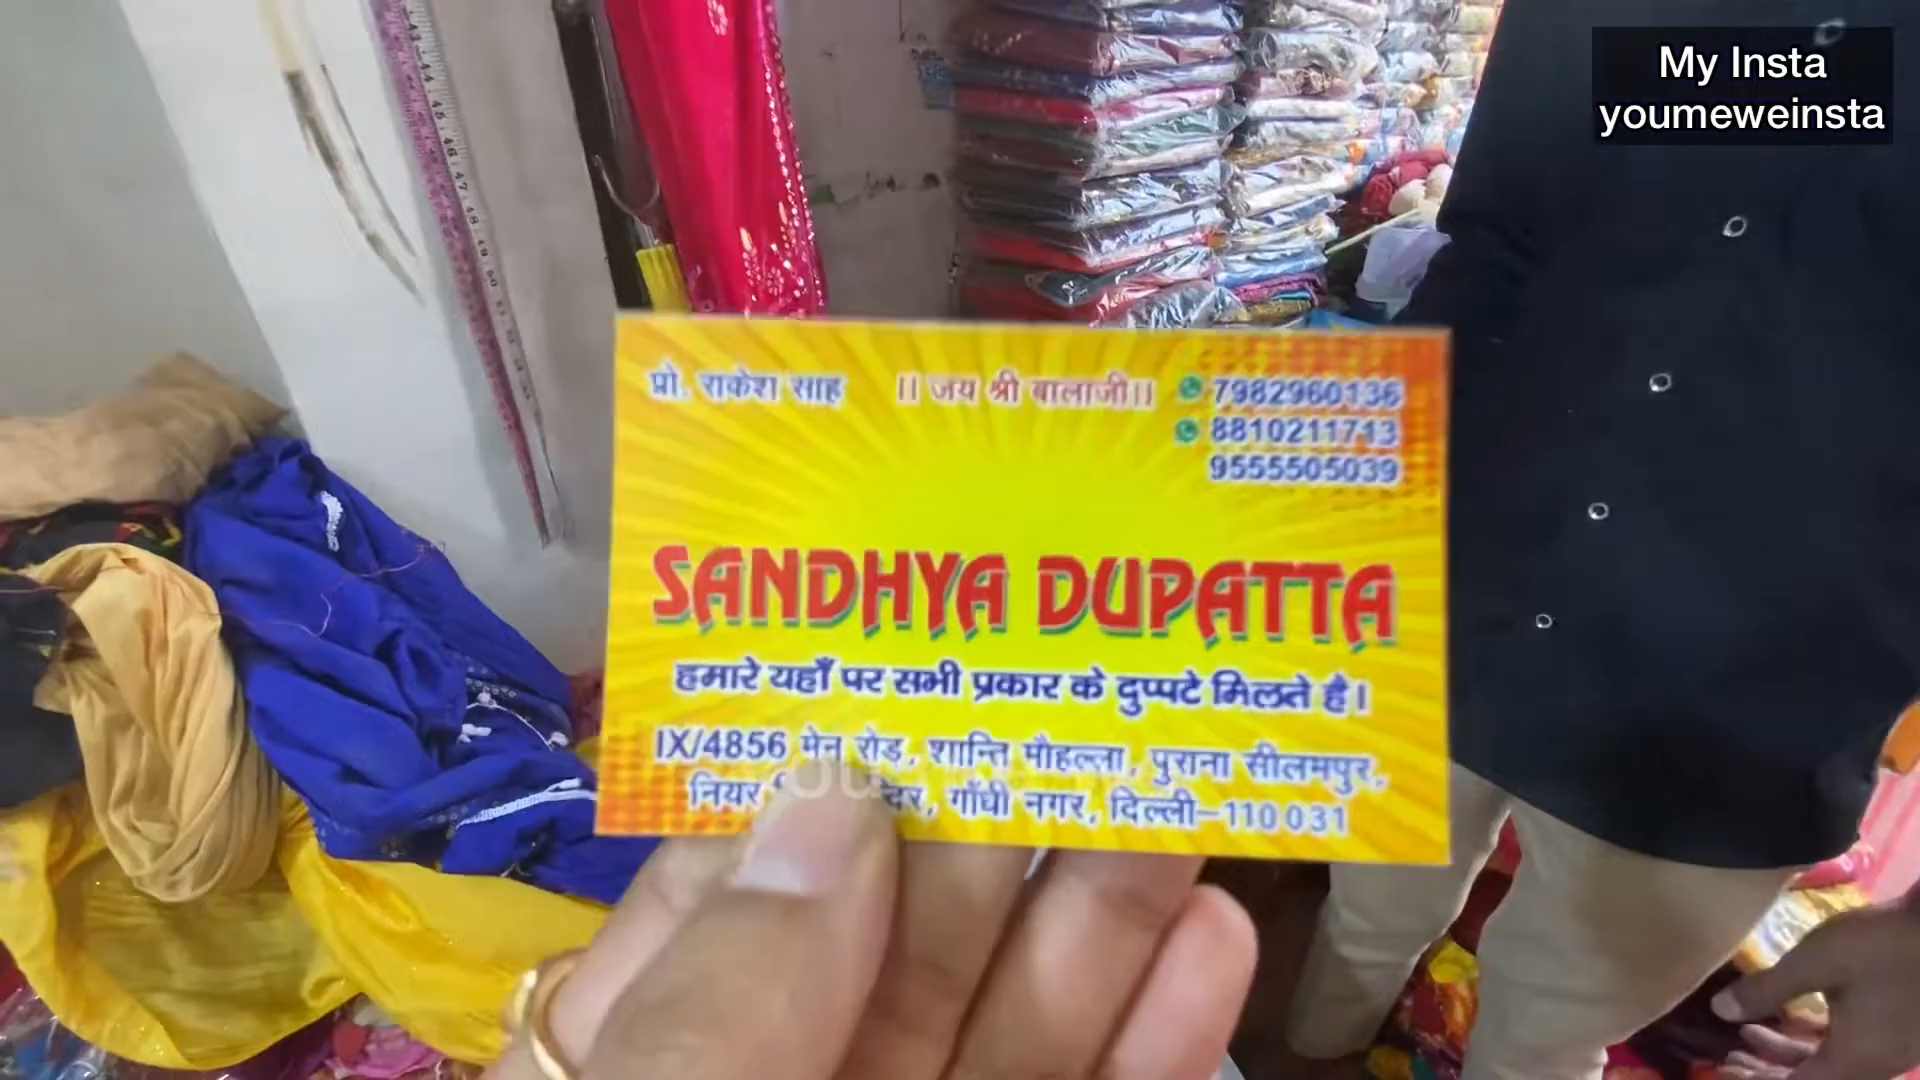 My Insta
youmeweinsta
प्रो. राकेश साह
।। जय श्री बालाजी।।
7982960136
8810211713
9555505039
SANDHYA DUPATTA
हमारे यहाँ पर सभी प्रकार के दुप्पटे मिलते है।
IX/4856 मेन रोड़, शान्ति मौहल्ला, पुराना सीलमपुर,
नियर गाँधी नगर, दिल्ली-110031